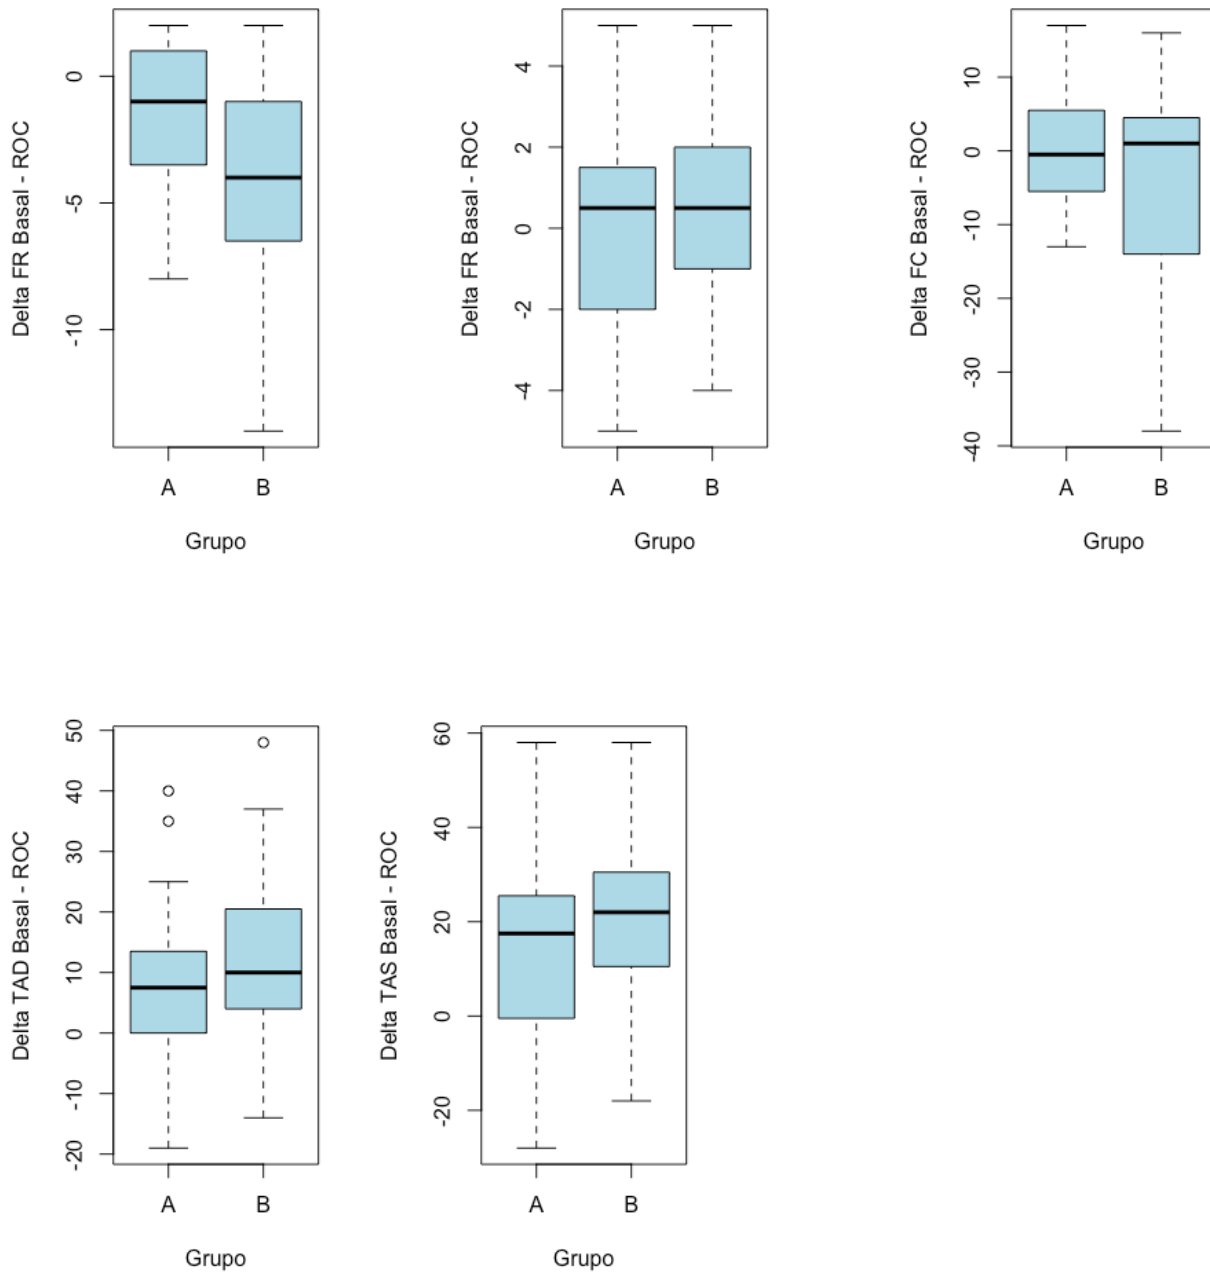 Delta FR Basal - ROC
0
-5
-10
A B
Grupo
Delta FR Basal - ROC
4
2
0
-2
-4
A B
Grupo
Delta FC Basal - ROC
10
0
-10
-20
-30
-40
A B
Grupo
Delta TAD Basal - ROC
50
40
30
20
10
0
-10
-20
A B
Grupo
Delta TAS Basal - ROC
60
40
20
0
-20
A B
Grupo